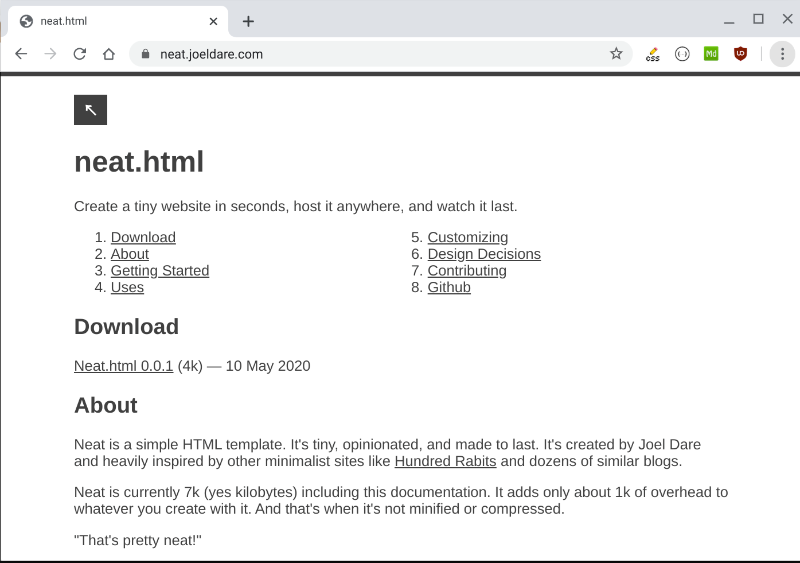 neat.html
neat.joeldare.com
css
Md
neat.html
Create a tiny website in seconds, host it anywhere, and watch it last.
1. Download
2. About
3. Getting Started
4. Uses
5. Customizing
6. Design Decisions
7. Contributing
8. Github
Download
Neat.html 0.0.1 (4k) — 10 May 2020
About
Neat is a simple HTML template. It's tiny, opinionated, and made to last. It's created by Joel Dare
and heavily inspired by other minimalist sites like Hundred Rabits and dozens of similar blogs.
Neat is currently 7k (yes kilobytes) including this documentation. It adds only about 1k of overhead to
whatever you create with it. And that's when it's not minified or compressed.
"That's pretty neat!"